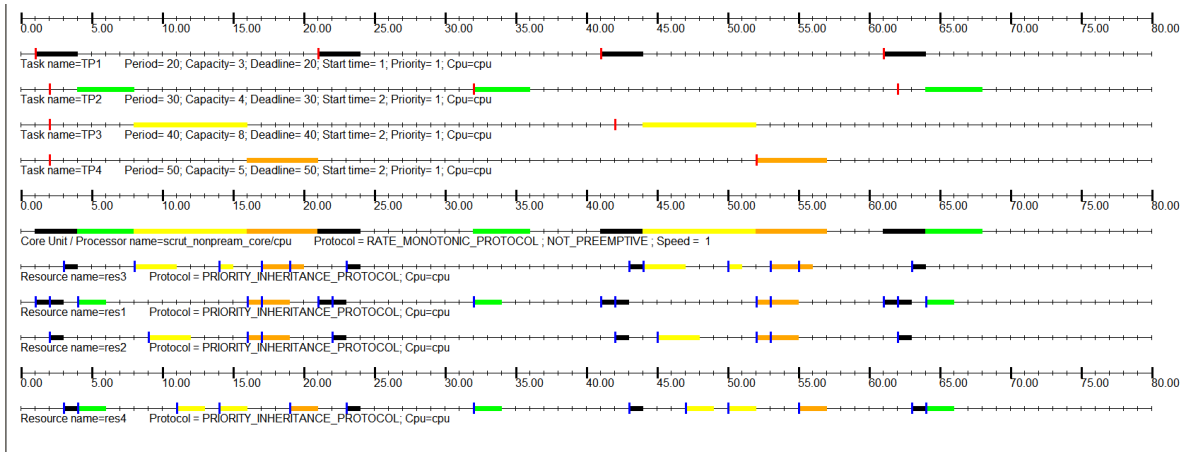 0.00 5.00 10.00 15.00 20.00 25.00 30.00 35.00 40.00 45.00 50.00 55.00 60.00 65.00 70.00 75.00 80.00
Task name=TP1 Period= 20; Capacity= 3; Deadline= 20; Start time= 1; Priority= 1; Cpu=cpu
Task name=TP2 Period= 30; Capacity= 4; Deadline= 30; Start time= 2; Priority= 1; Cpu=cpu
Task name=TP3 Period= 40; Capacity= 8; Deadline= 40; Start time= 2; Priority= 1; Cpu=cpu
Task name=TP4 Period= 50; Capacity= 5; Deadline= 50; Start time= 2; Priority= 1; Cpu=cpu
0.00 5.00 10.00 15.00 20.00 25.00 30.00 35.00 40.00 45.00 50.00 55.00 60.00 65.00 70.00 75.00 80.00
Core Unit / Processor name=scrut_nonpream_core/cpu Protocol = RATE_MONOTONIC_PROTOCOL ; NOT_PREEMPTIVE ; Speed = 1
Resource name=res3 Protocol = PRIORITY_INHERITANCE_PROTOCOL; Cpu=cpu
Resource name=res1 Protocol = PRIORITY_INHERITANCE_PROTOCOL; Cpu=cpu
Resource name=res2 Protocol = PRIORITY_INHERITANCE_PROTOCOL; Cpu=cpu
0.00 5.00 10.00 15.00 20.00 25.00 30.00 35.00 40.00 45.00 50.00 55.00 60.00 65.00 70.00 75.00 80.00
Resource name=res4 Protocol = PRIORITY_INHERITANCE_PROTOCOL; Cpu=cpu